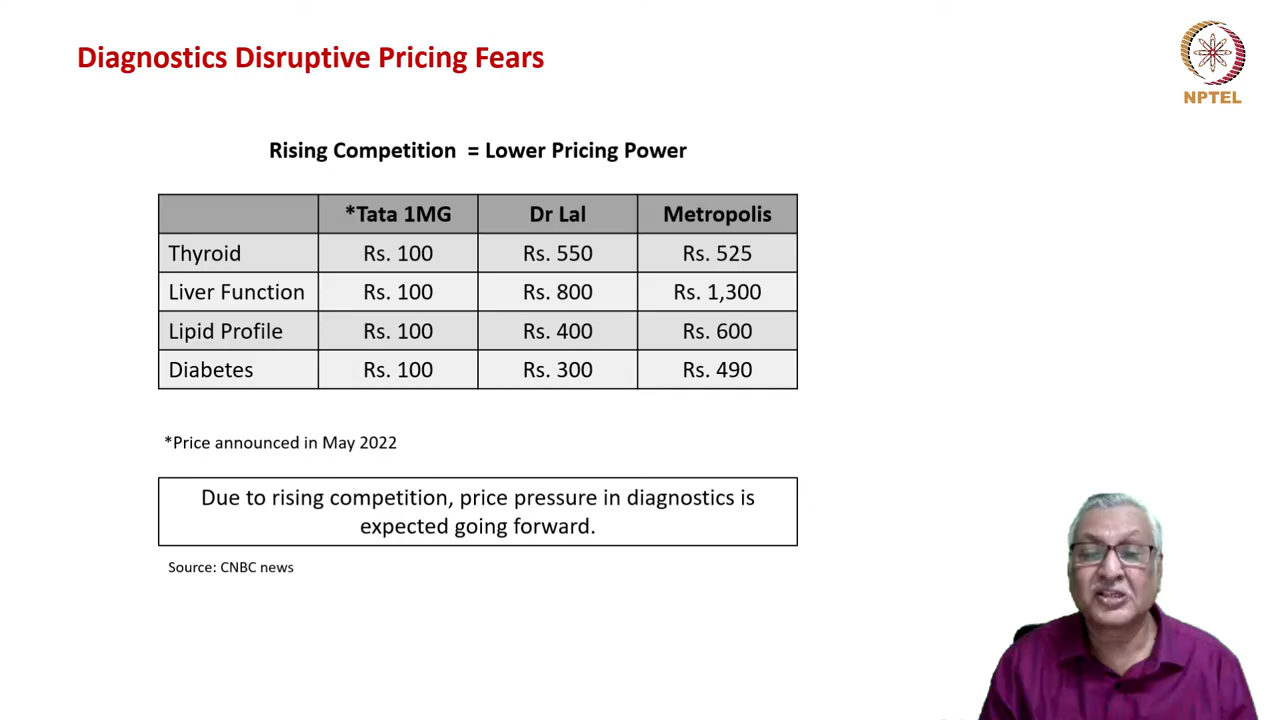 Diagnostics Disruptive Pricing Fears
NPTEL
Rising Competition = Lower Pricing Power
*Tata 1MG Dr Lal Metropolis
Thyroid Rs. 100 Rs. 550 Rs. 525
Liver Function Rs. 100 Rs. 800 Rs. 1,300
Lipid Profile Rs. 100 Rs. 400 Rs. 600
Diabetes Rs. 100 Rs. 300 Rs. 490
*Price announced in May 2022
Due to rising competition, price pressure in diagnostics is
expected going forward.
Source: CNBC news